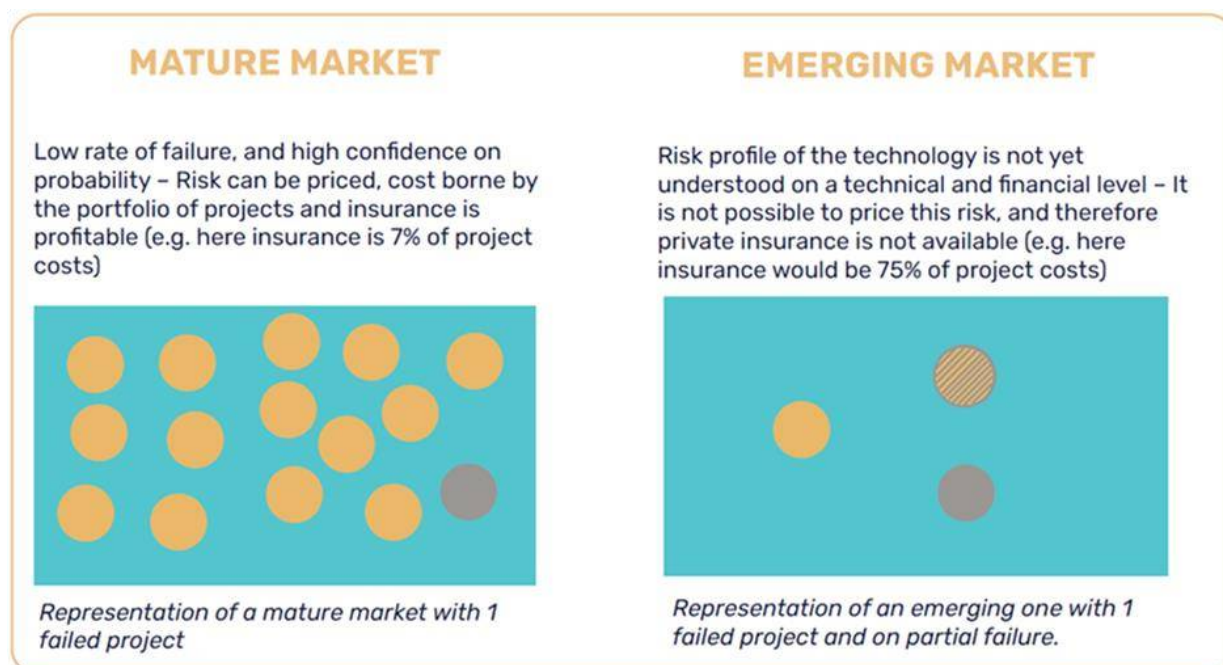 MATURE MARKET
Low rate of failure, and high confidence on
probability – Risk can be priced, cost borne by
the portfolio of projects and insurance is
profitable (e.g. here insurance is 7% of project
costs)
Representation of a mature market with 1
failed project
EMERGING MARKET
Risk profile of the technology is not yet
understood on a technical and financial level – It
is not possible to price this risk, and therefore
private insurance is not available (e.g. here
insurance would be 75% of project costs)
Representation of an emerging one with 1
failed project and on partial failure.